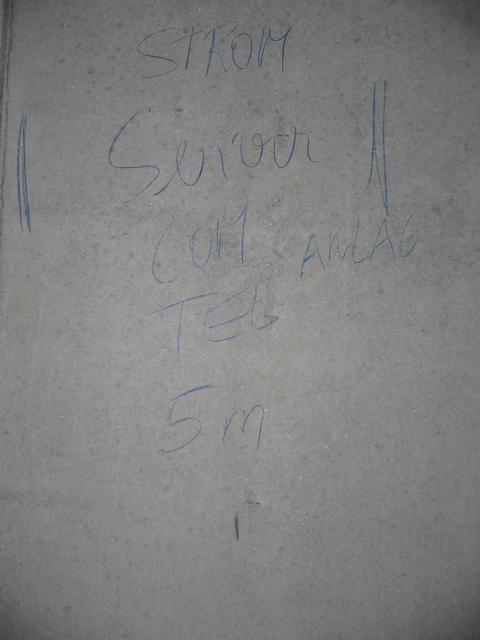 STROM
Server
COM ANLAG
TEL
5m